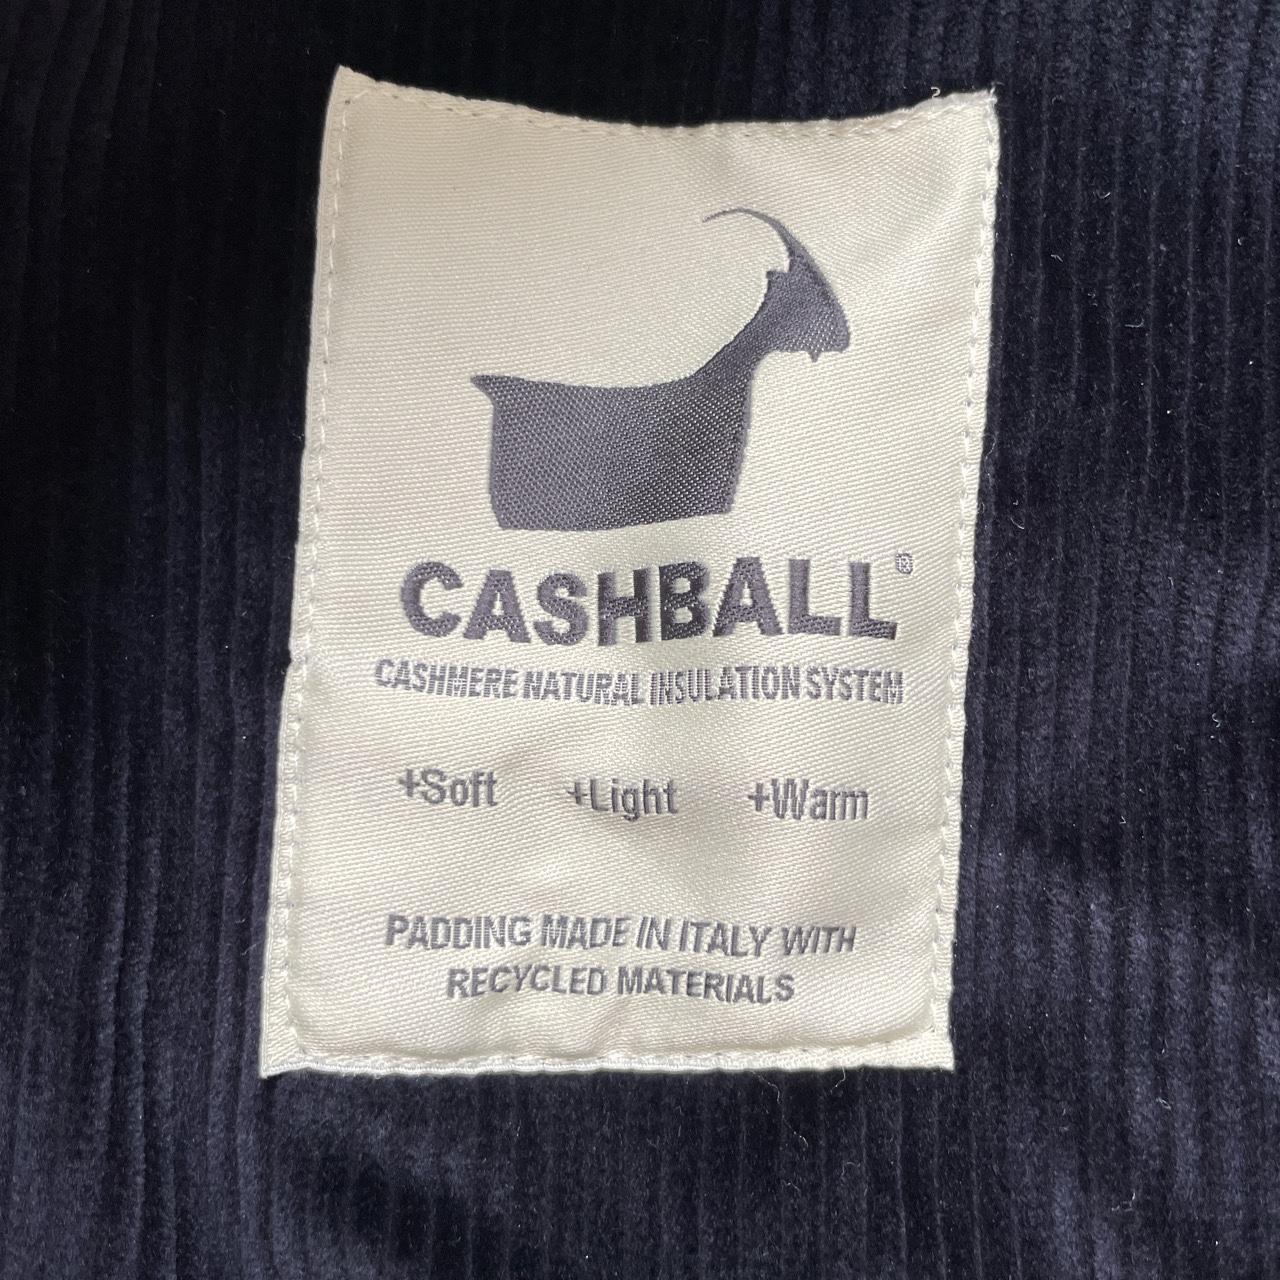 CASHBALL®
CASHMERE NATURAL INSULATION SYSTEM
+Soft +Light +Warm
PADDING MADE IN ITALY WITH
RECYCLED MATERIALS